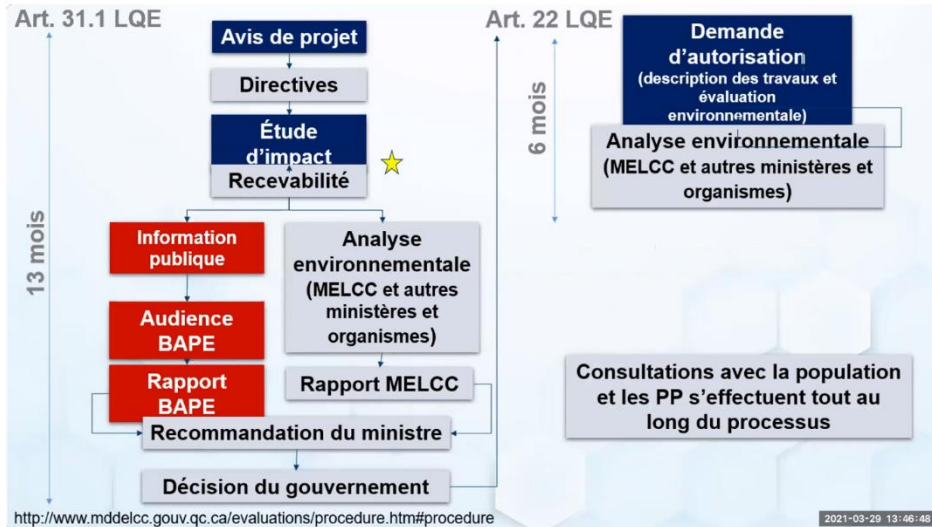 Art. 31.1 LQE
13 mois
Avis de projet
Directives
Étude
d'impact
Recevabilité
Information
publique
Audience
BAPE
Rapport
BAPE
Analyse
environnementale
(MELCC et autres
ministères et
organismes)
Rapport MELCC
Recommandation du ministre
Décision du gouvernement
http://www.mddelcc.gouv.qc.ca/evaluations/procedure.htm#procedure
Art. 22 LQE
6 mois
Demande
d'autorisation
(description des travaux et
évaluation
environnementale)
Analyse environnementale
(MELCC et autres ministères et
organismes)
Consultations avec la population
et les PP s'effectuent tout au
long du processus
2021-03-29 13:46:48